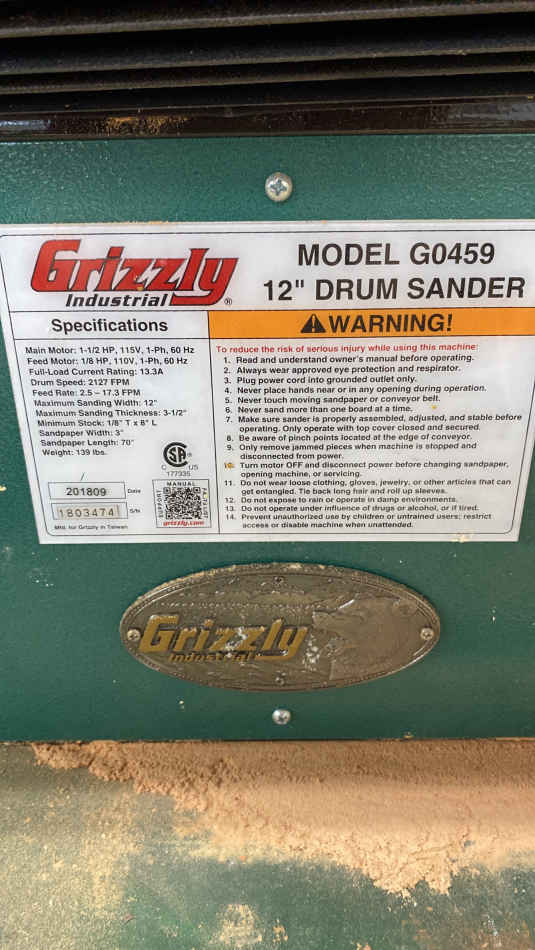 Grizzly
Industrial®
MODEL G0459
12" DRUM SANDER
Specifications
Main Motor: 1-1/2 HP, 115V, 1-Ph, 60 Hz
Feed Motor: 1/8 HP, 110V, 1-Ph, 60 Hz
Full-Load Current Rating: 13.3A
Drum Speed: 2127 FPM
Feed Rate: 2.5 – 17.3 FPM
Maximum Sanding Width: 12"
Maximum Sanding Thickness: 3-1/2"
Minimum Stock: 1/8" T x 8" L
Sandpaper Width: 3"
Sandpaper Length: 70"
Weight: 139 lbs.
C SA US
177335
201809 Date
1803474 S/N
Mfd. for Grizzly in Taiwan
MANUAL
grizzly.com
WARNING!
To reduce the risk of serious injury while using this machine:
1. Read and understand owner's manual before operating.
2. Always wear approved eye protection and respirator.
3. Plug power cord into grounded outlet only.
4. Never place hands near or in any opening during operation.
5. Never touch moving sandpaper or conveyor belt.
6. Never sand more than one board at a time.
7. Make sure sander is properly assembled, adjusted, and stable before
operating. Only operate with top cover closed and secured.
8. Be aware of pinch points located at the edge of conveyor.
9. Only remove jammed pieces when machine is stopped and
disconnected from power.
10. Turn motor OFF and disconnect power before changing sandpaper,
opening machine, or servicing.
11. Do not wear loose clothing, gloves, jewelry, or other articles that can
get entangled. Tie back long hair and roll up sleeves.
12. Do not expose to rain or operate in damp environments.
13. Do not operate under influence of drugs or alcohol, or if tired.
14. Prevent unauthorized use by children or untrained users; restrict
access or disable machine when unattended.
Grizzly
Industrial